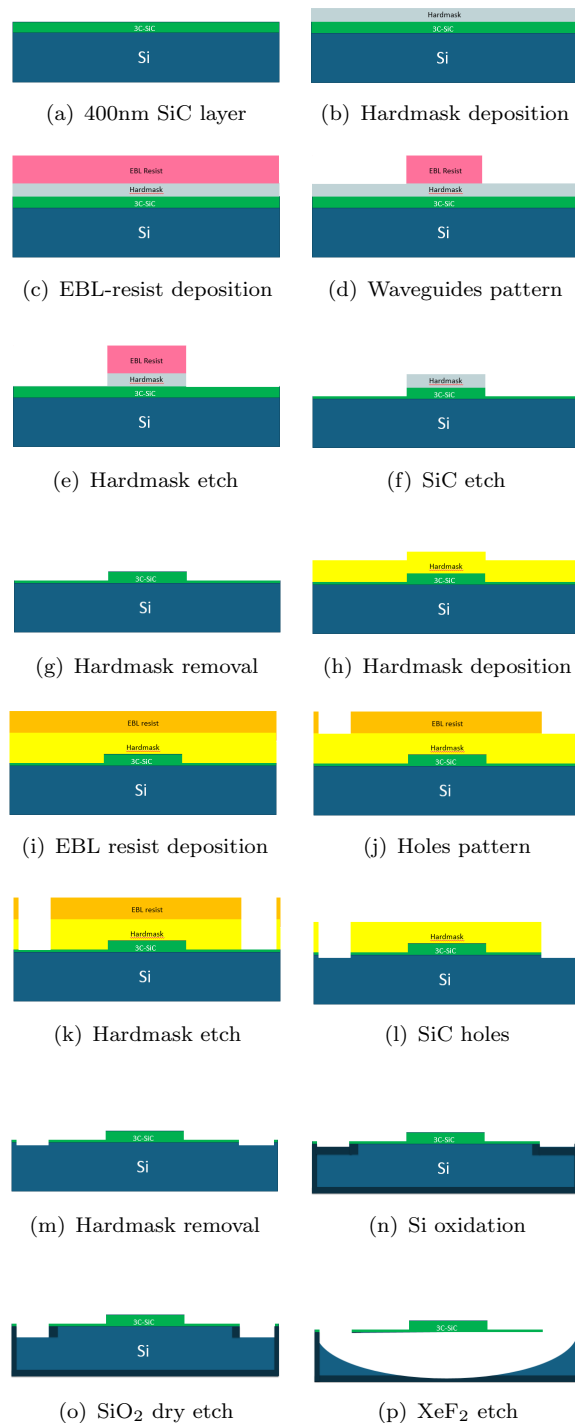 3C-SiC
Si
(a) 400nm SiC layer
Hardmask
3C-SiC
Si
(b) Hardmask deposition
EBL Resist
Hardmask
3C-SiC
Si
(c) EBL-resist deposition
EBL Resist
Hardmask
3C-SiC
Si
(d) Waveguides pattern
EBL Resist
Hardmask
3C-SiC
Si
(e) Hardmask etch
Hardmask
3C-SiC
Si
(f) SiC etch
3C-SiC
Si
(g) Hardmask removal
Hardmask
3C-SiC
Si
(h) Hardmask deposition
EBL resist
Hardmask
3C-SiC
Si
(i) EBL resist deposition
EBL resist
Hardmask
3C-SiC
Si
(j) Holes pattern
EBL resist
Hardmask
3C-SiC
Si
(k) Hardmask etch
Hardmask
3C-SiC
Si
(l) SiC holes
3C-SiC
Si
(m) Hardmask removal
3C-SiC
Si
(n) Si oxidation
3C-SiC
Si
(o) SiO₂ dry etch
3C-SiC
(p) XeF₂ etch